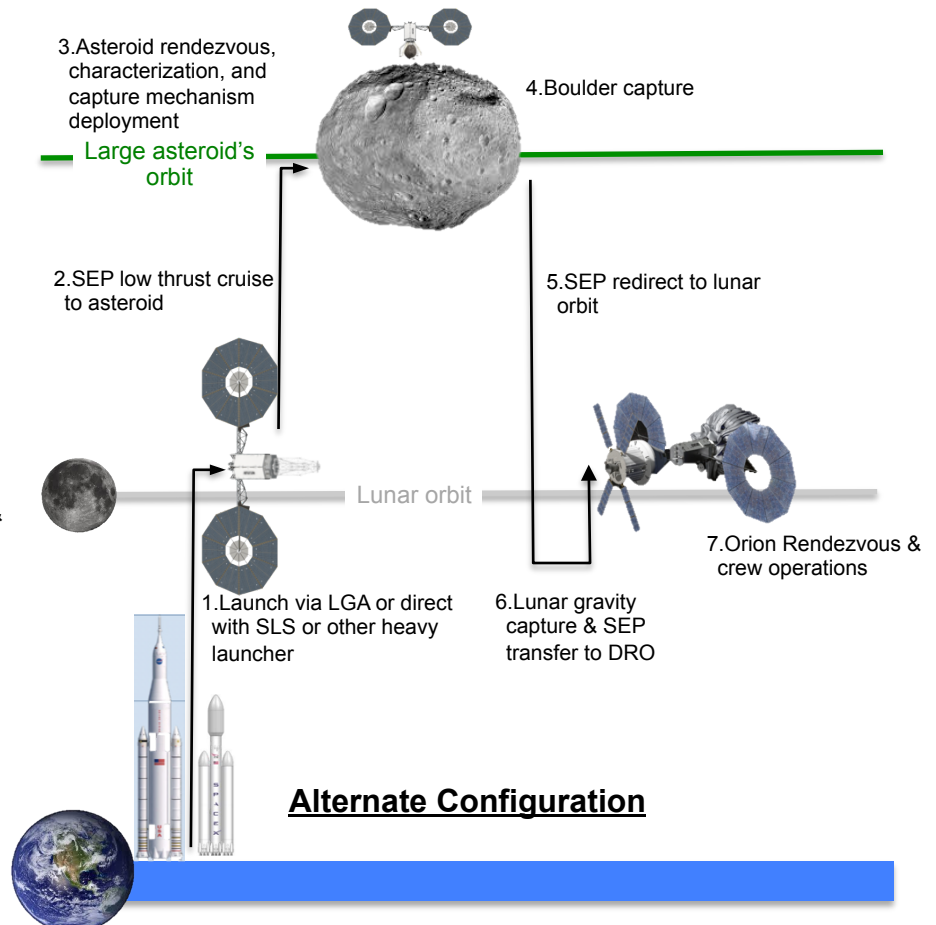 3.Asteroid rendezvous,
characterization, and
capture mechanism
deployment
4.Boulder capture
Large asteroid's
orbit
2.SEP low thrust cruise
to asteroid
5.SEP redirect to lunar
orbit
Lunar orbit
&
7.Orion Rendezvous &
crew operations
1.Launch via LGA or direct
with SLS or other heavy
launcher
6.Lunar gravity
capture & SEP
transfer to DRO
SPACEX
Alternate Configuration